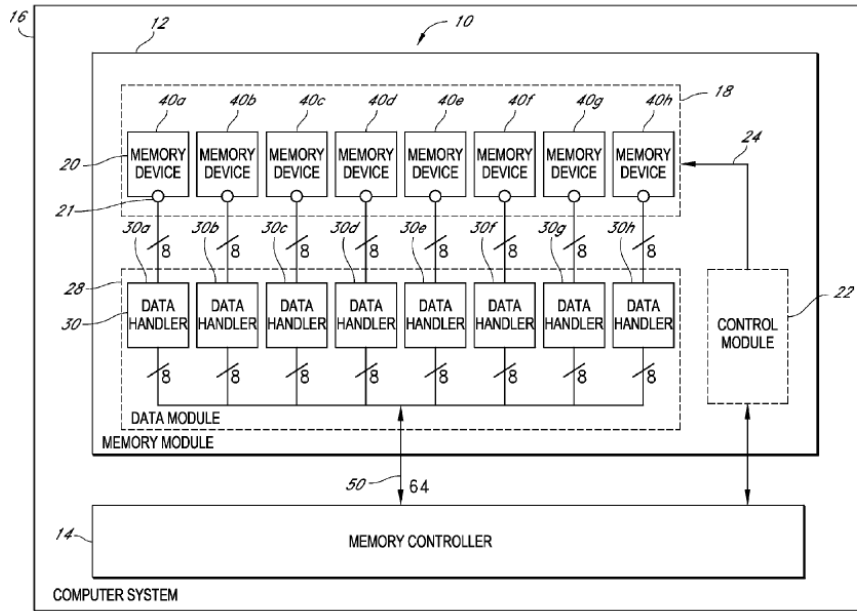 16
12
10
40a 40b 40c 40d 40e 40f 40g 40h
18
20
MEMORY DEVICE MEMORY DEVICE MEMORY DEVICE MEMORY DEVICE MEMORY DEVICE MEMORY DEVICE MEMORY DEVICE MEMORY DEVICE
24
21
30a 30b 30c 30d 30e 30f 30g 30h
8 8 8 8 8 8 8 8
28
22
30
DATA HANDLER DATA HANDLER DATA HANDLER DATA HANDLER DATA HANDLER DATA HANDLER DATA HANDLER DATA HANDLER
CONTROL
MODULE
8 8 8 8 8 8 8 8
DATA MODULE
MEMORY MODULE
50 64
14
MEMORY CONTROLLER
COMPUTER SYSTEM